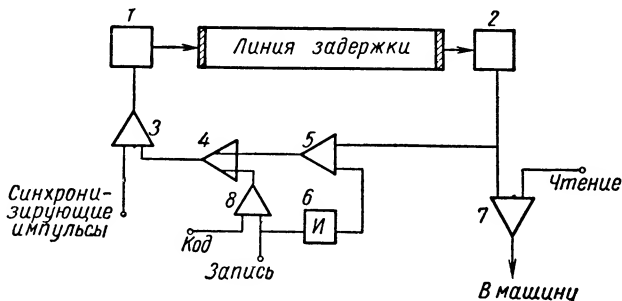 1
Линия задержки
2
3
4
5
Синхрони-
зирующие
импульсы
8
6
И
7
Чтение
Код
Запись
В машину